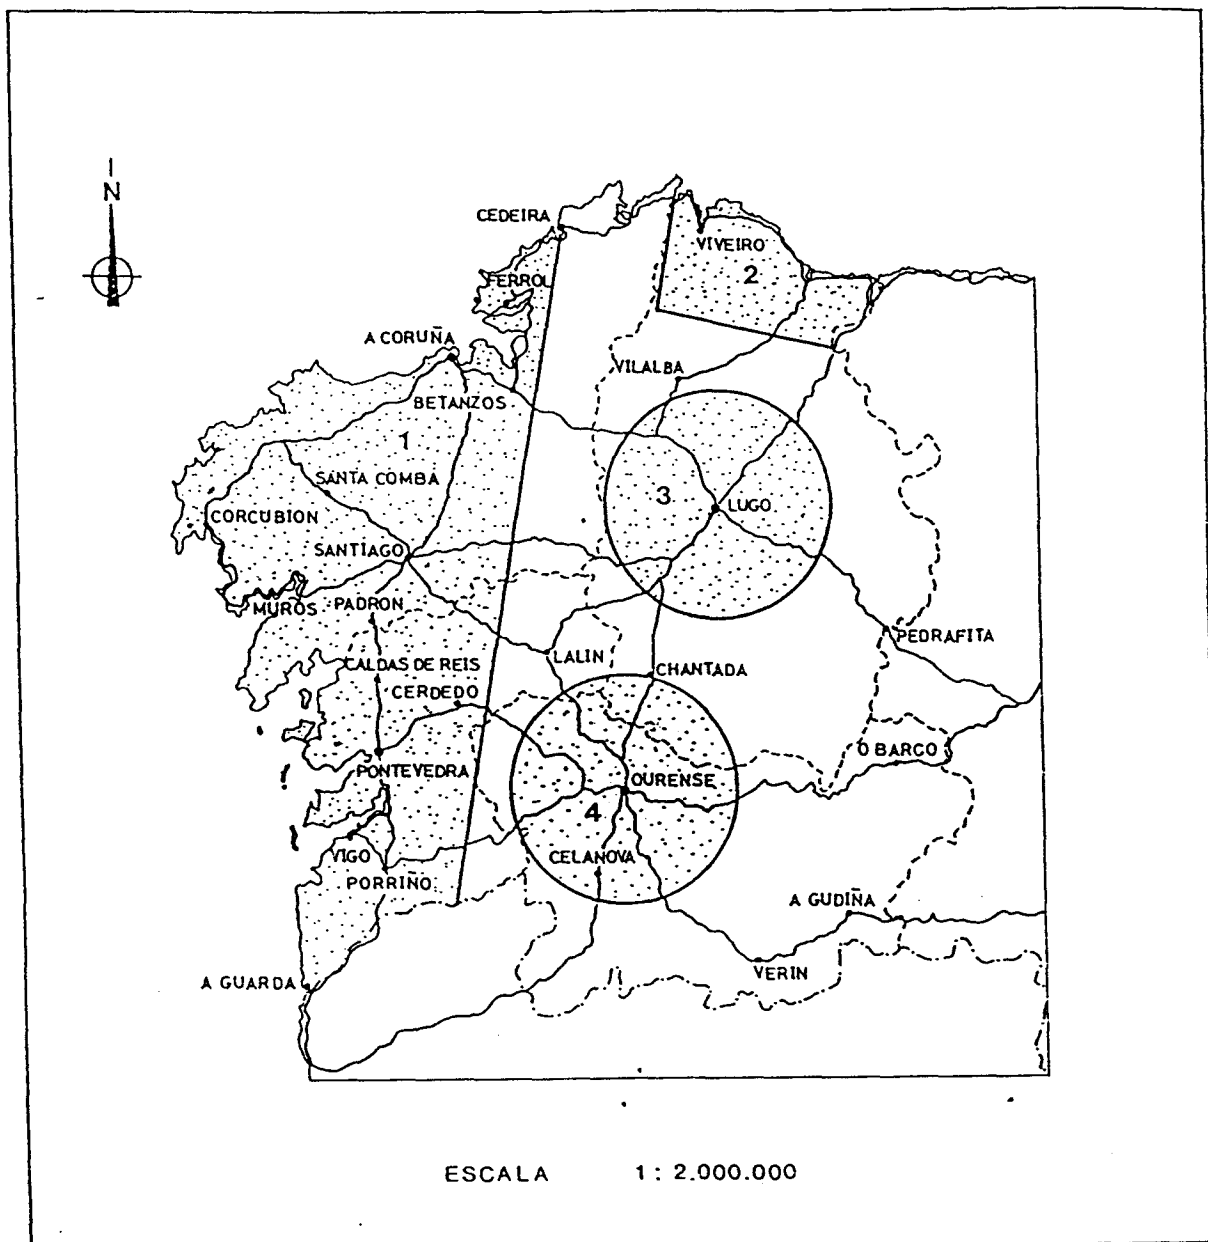 N
CEDEIRA
VIVEIRO
2
FERROL
A CORUÑA
VILALBA
BETANZOS
1
SANTA COMBA
3
LUGO
CORCUBION
SANTIAGO
MUROS
PADRON
PEDRAFITA
LALIN
CHANTADA
CALDAS DE REIS
CERDEDO
O BARCO
PONTEVEDRA
OURENSE
4
VIGO
CELANOVA
PORRIÑO
A GUDIÑA
A GUARDA
VERIN
ESCALA 1: 2.000.000